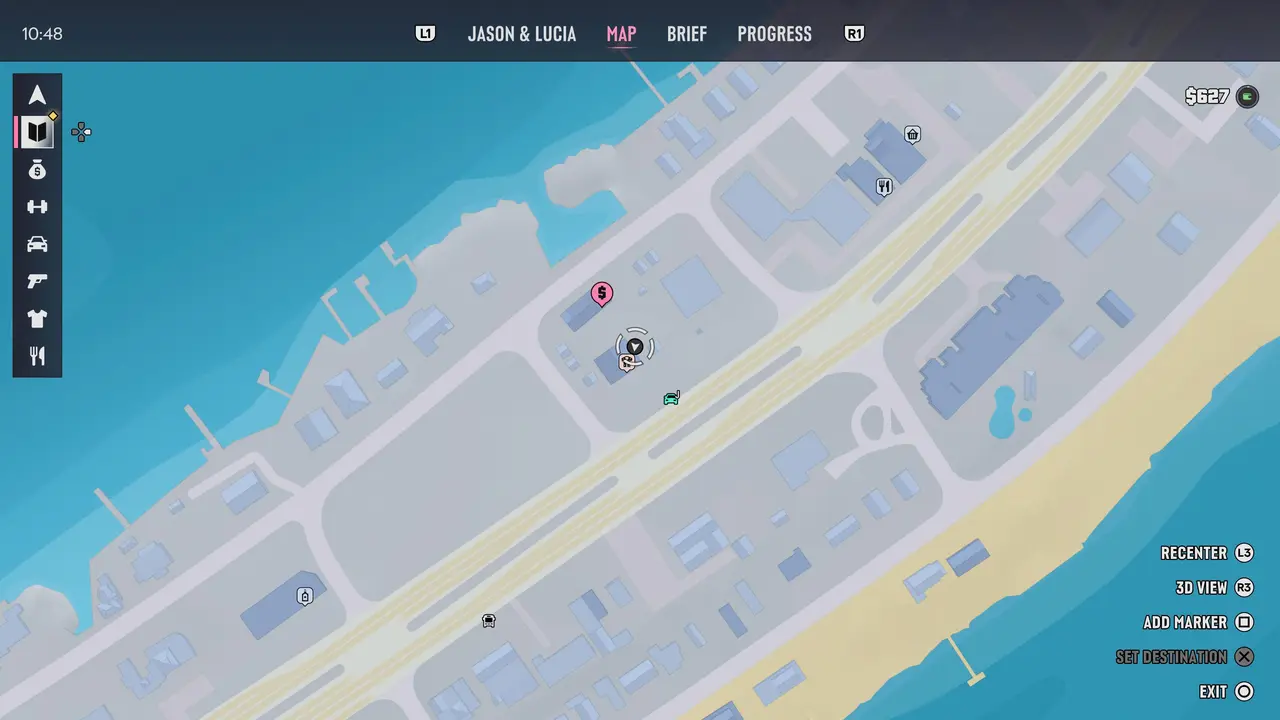 10:48
L1 JASON & LUCIA MAP BRIEF PROGRESS R1
$627
$
$
RECENTER L3
3D VIEW R3
ADD MARKER
SET DESTINATION
EXIT